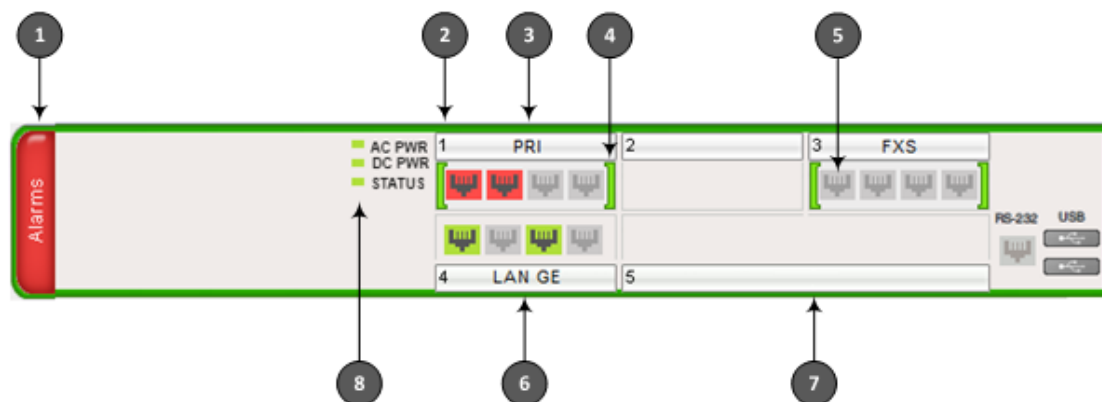 1 2 3 4 5
Alarms
AC PWR
DC PWR
STATUS
1 PRI
2
3 FXS
RS-232
USB
4 LAN GE
5
8 6 7